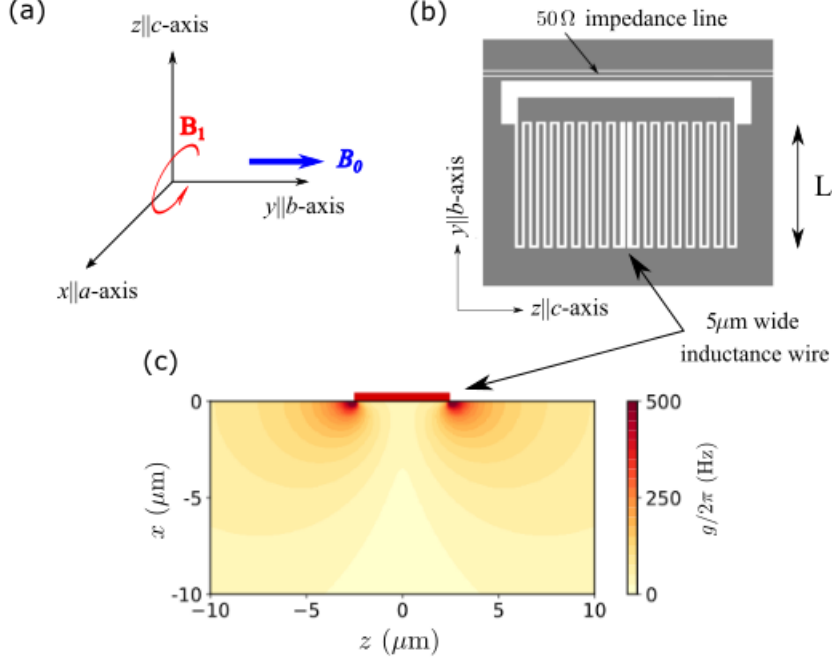 (a)
z||c-axis
B₁
B₀
y||b-axis
x||a-axis
(b)
50 Ω impedance line
L
y||b-axis
z||c-axis
5μm wide
inductance wire
(c)
0
-5
-10
x (μm)
−10
−5
0
5
10
z (μm)
500
250
0
g/2π (Hz)